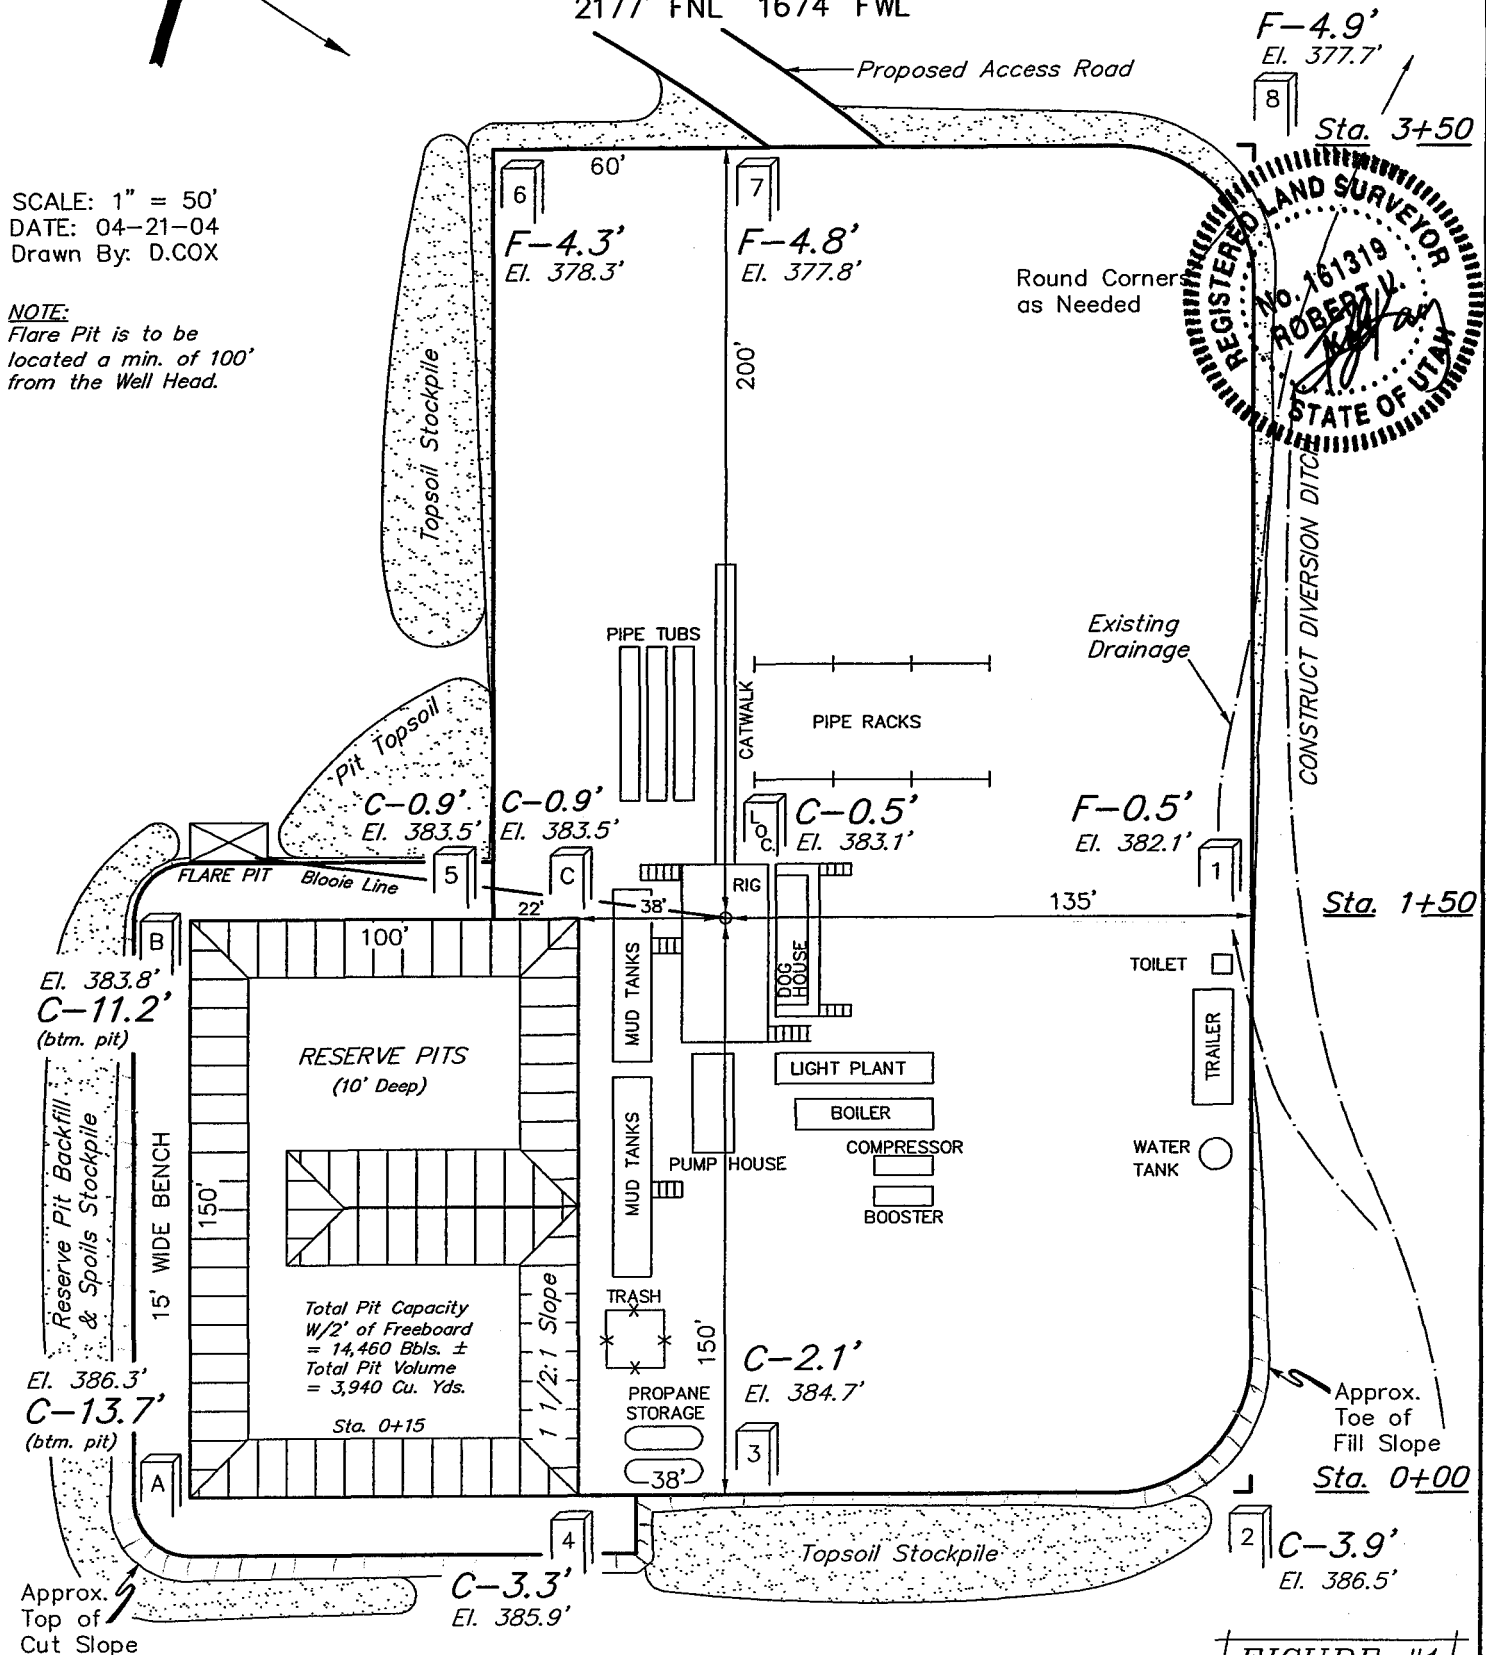 2177' FNL 1674' FWL
F-4.9'
El. 377.7'
Proposed Access Road
8
Sta. 3+50
60'
6
7
SCALE: 1" = 50'
DATE: 04-21-04
Drawn By: D.COX
F-4.3'
El. 378.3'
F-4.8'
El. 377.8'
Round Corners
as Needed
REGISTERED LAND SURVEYOR
No. 161319
ROBERT L.
STATE OF UTAH
NOTE:
Flare Pit is to be
located a min. of 100'
from the Well Head.
200'
Topsoil Stockpile
CONSTRUCT DIVERSION DITCH
Existing
Drainage
PIPE TUBS
CATWALK
PIPE RACKS
Pit Topsoil
C-0.9'
El. 383.5'
C-0.9'
El. 383.5'
LOC.
C-0.5'
El. 383.1'
F-0.5'
El. 382.1'
FLARE PIT
Blooie Line
5
C
RIG
1
22'
38'
135'
Sta. 1+50
B
100'
El. 383.8'
C-11.2'
(btm. pit)
MUD TANKS
DOG
HOUSE
TOILET
TRAILER
RESERVE PITS
(10' Deep)
LIGHT PLANT
BOILER
Reserve Pit Backfill
& Spoils Stockpile
15' WIDE BENCH
150'
MUD TANKS
PUMP HOUSE
COMPRESSOR
BOOSTER
WATER
TANK
Total Pit Capacity
W/2' of Freeboard
= 14,460 Bbls. ±
Total Pit Volume
= 3,940 Cu. Yds.
Sta. 0+15
1 1/2:1 Slope
TRASH
150'
C-2.1'
El. 384.7'
El. 386.3'
C-13.7'
(btm. pit)
PROPANE
STORAGE
Approx.
Toe of
Fill Slope
A
38'
3
Sta. 0+00
4
2
Topsoil Stockpile
C-3.9'
El. 386.5'
C-3.3'
El. 385.9'
Approx.
Top of
Cut Slope
FIGURE #1